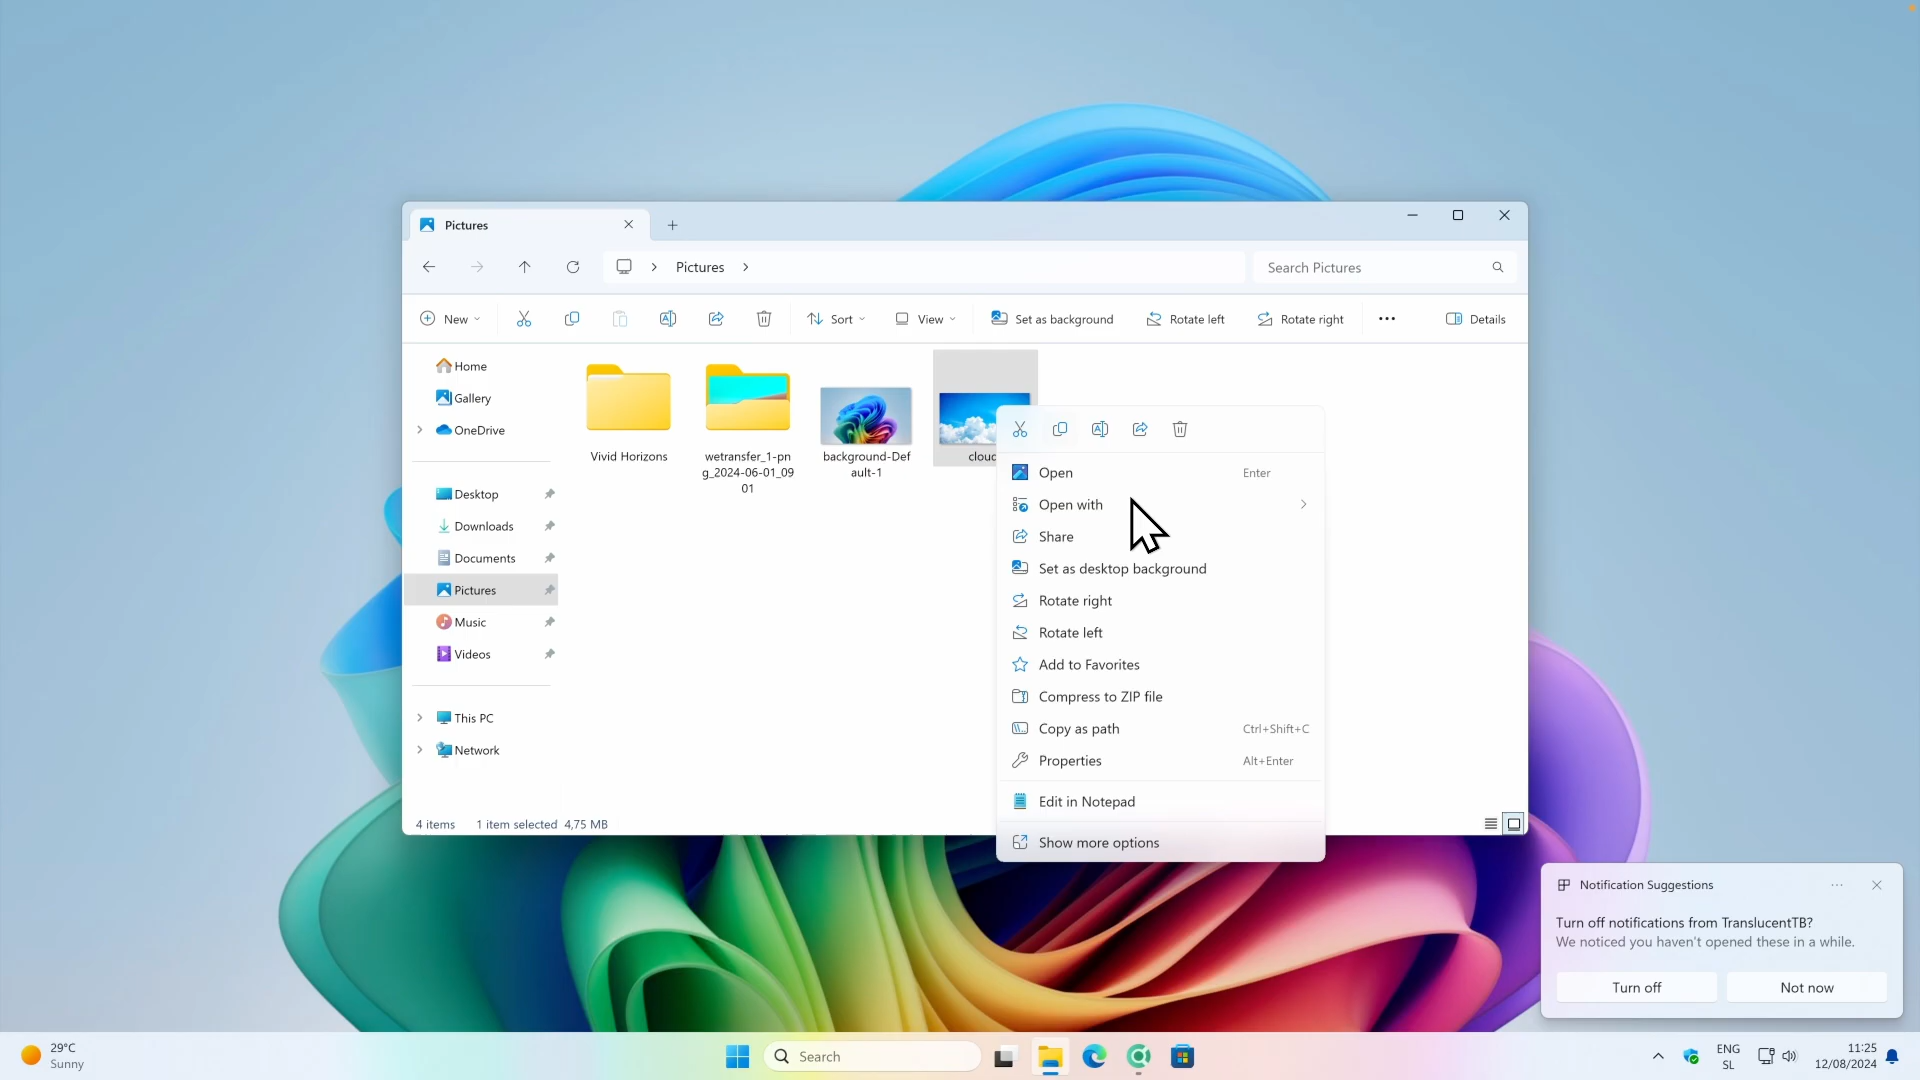 Pictures
Pictures
Search Pictures
New
Sort
View
Set as background
Rotate left
Rotate right
Details
Home
Gallery
OneDrive
Desktop
Downloads
Documents
Pictures
Music
Videos
This PC
Network
Vivid Horizons
wetransfer_1-pn
g_2024-06-01_09
01
background-Def
ault-1
Open Enter
Open with
Share
Set as desktop background
Rotate right
Rotate left
Add to Favorites
Compress to ZIP file
Copy as path Ctrl+Shift+C
Properties Alt+Enter
Edit in Notepad
Show more options
4 items 1 item selected 4,75 MB
Notification Suggestions
Turn off notifications from TranslucentTB?
We noticed you haven't opened these in a while.
Turn off
Not now
29°C
Sunny
Search
ENG
SL
11:25
12/08/2024